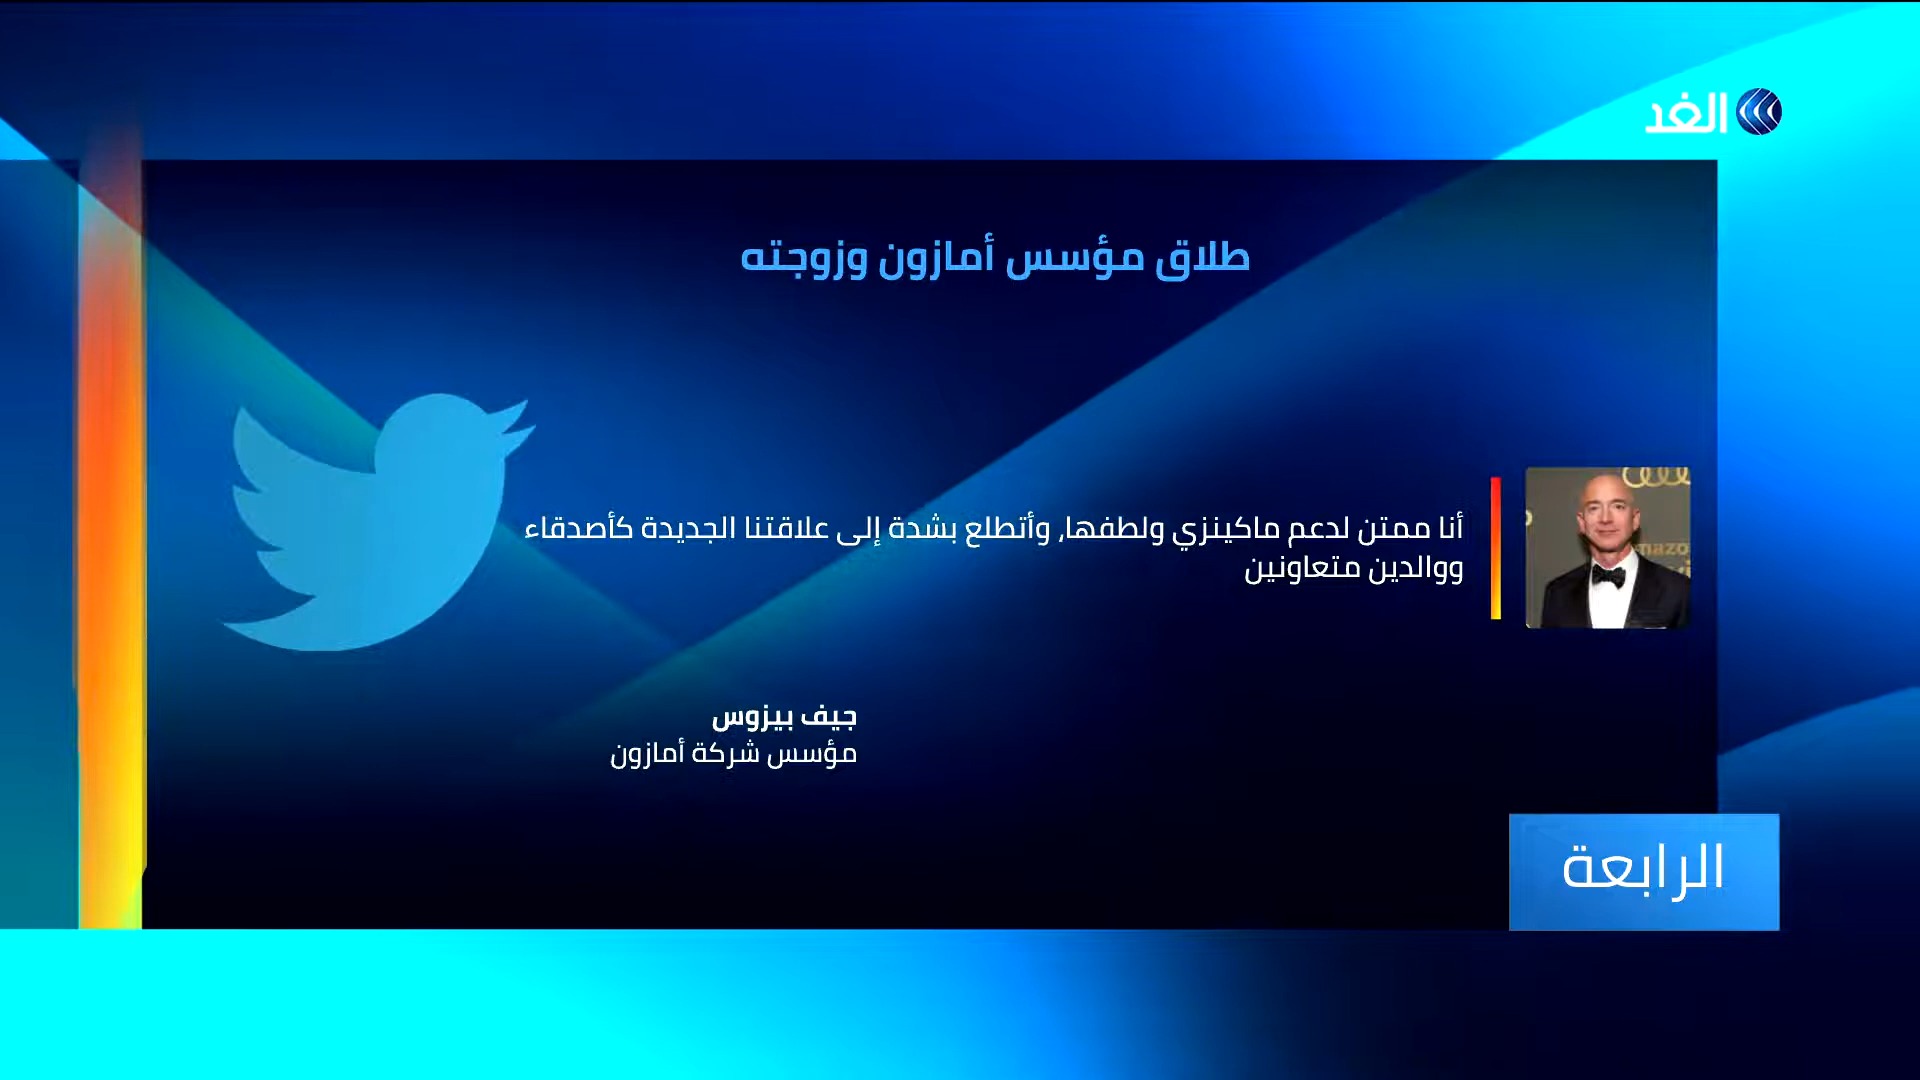 الغد
طلاق مؤسس أمازون وزوجته
أنا ممتن لدعم ماكينزي ولطفها، وأتطلع بشدة إلى علاقتنا الجديدة كأصدقاء
ووالدين متعاونين
mazo
جيف بيزوس
مؤسس شركة أمازون
الرابعة